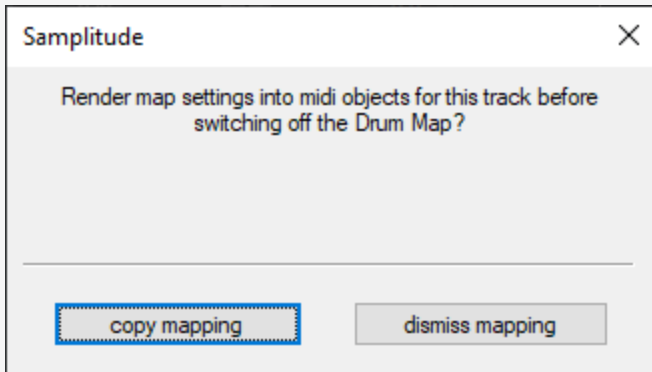 Samplitude
Render map settings into midi objects for this track before
switching off the Drum Map?
copy mapping
dismiss mapping